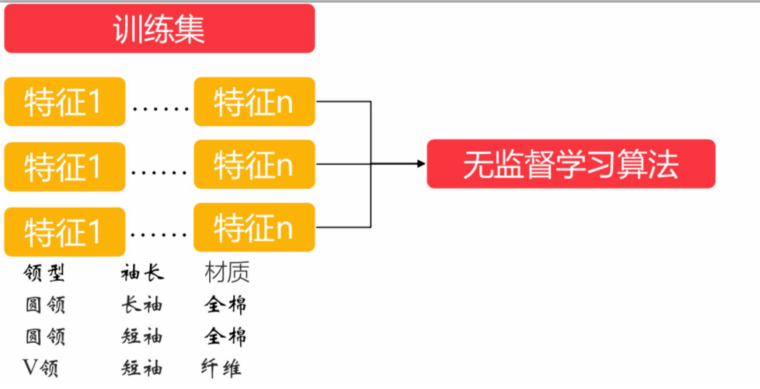 训练集
特征1 …… 特征n
特征1 …… 特征n
无监督学习算法
特征1 …… 特征n
领型 袖长 材质
圆领 长袖 全棉
圆领 短袖 全棉
V领 短袖 纤维